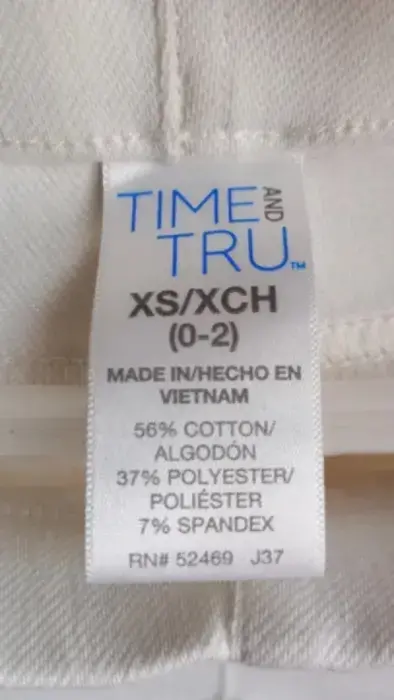 TIME AND
TRU™
XS/XCH
(0-2)
MADE IN/HECHO EN
VIETNAM
56% COTTON/
ALGODÓN
37% POLYESTER/
POLIÉSTER
7% SPANDEX
RN# 52469 J37